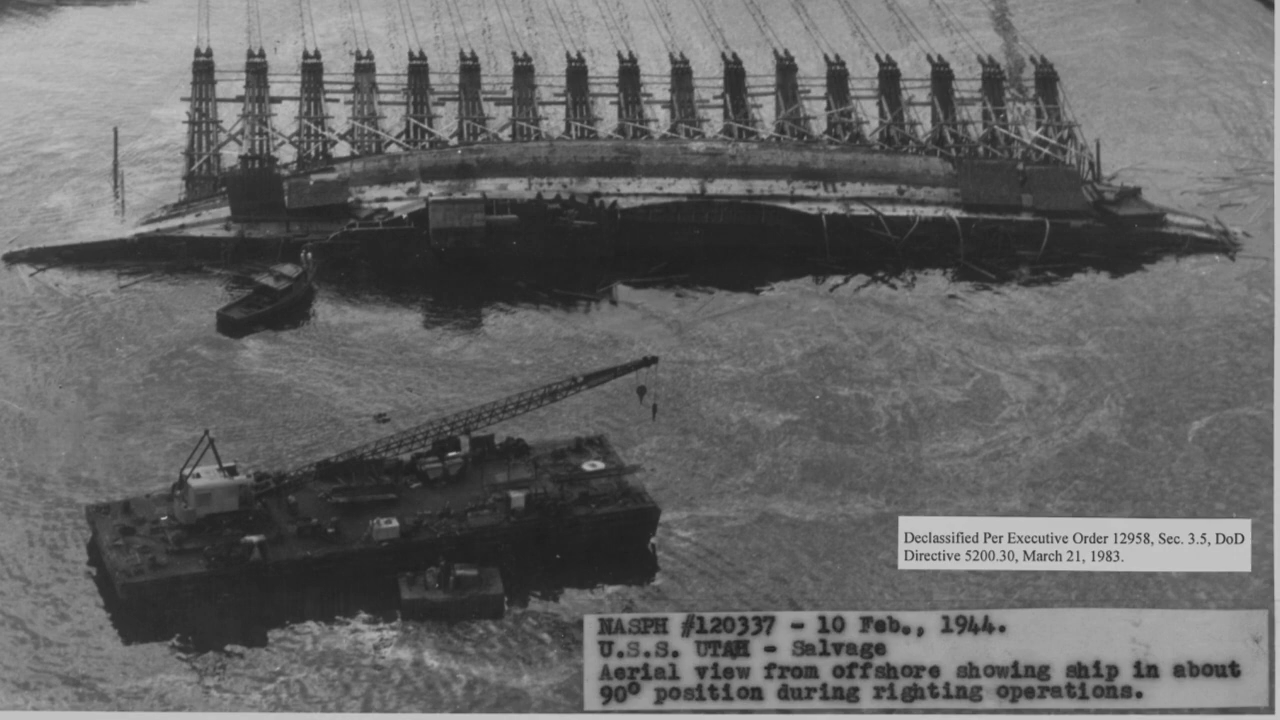 Declassified Per Executive Order 12958, Sec. 3.5, DoD
Directive 5200.30, March 21, 1983.
NASPH #120337 - 10 Feb., 1944.
U.S.S. UTAH - Salvage
Aerial view from offshore showing ship in about
90° position during righting operations.